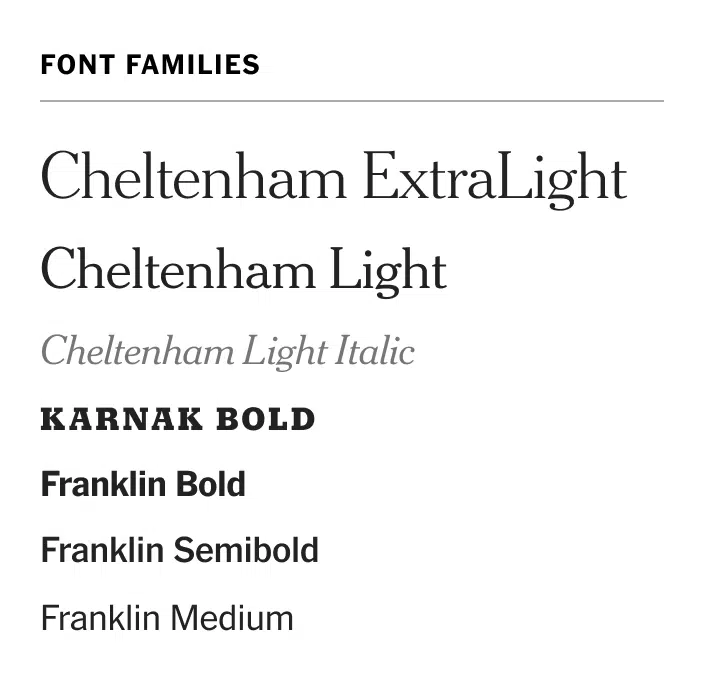 FONT FAMILIES
Cheltenham ExtraLight
Cheltenham Light
Cheltenham Light Italic
KARNAK BOLD
Franklin Bold
Franklin Semibold
Franklin Medium